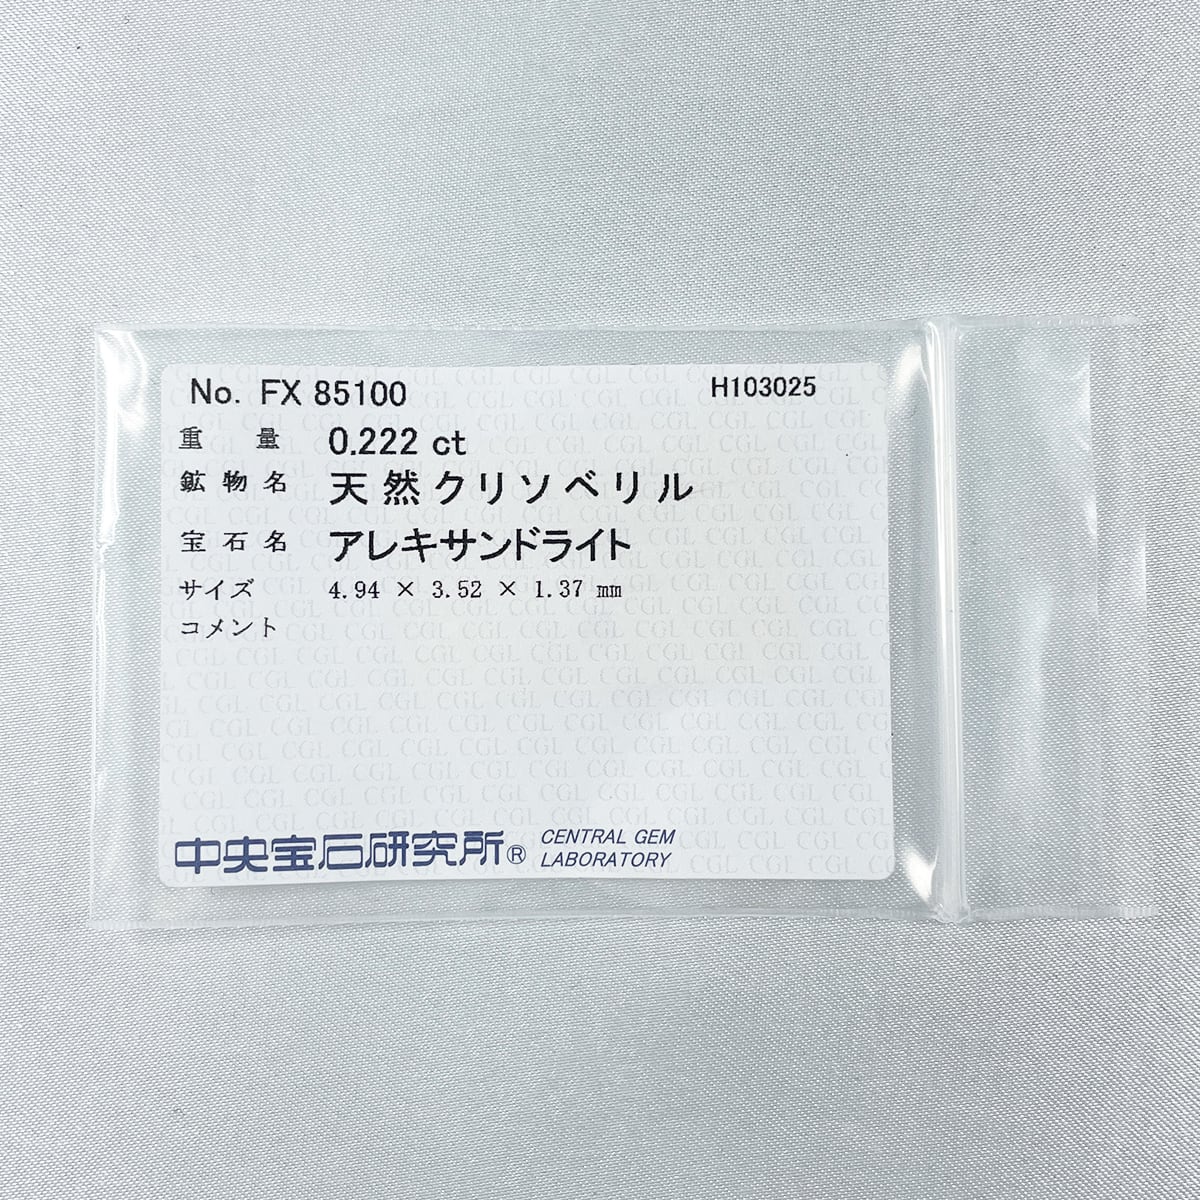 No. FX 85100 H103025
重量 0.222 ct
鉱物名 天然クリソベリル
宝石名 アレキサンドライト
サイズ 4.94 × 3.52 × 1.37 mm
コメント
中央宝石研究所® CENTRAL GEM
LABORATORY